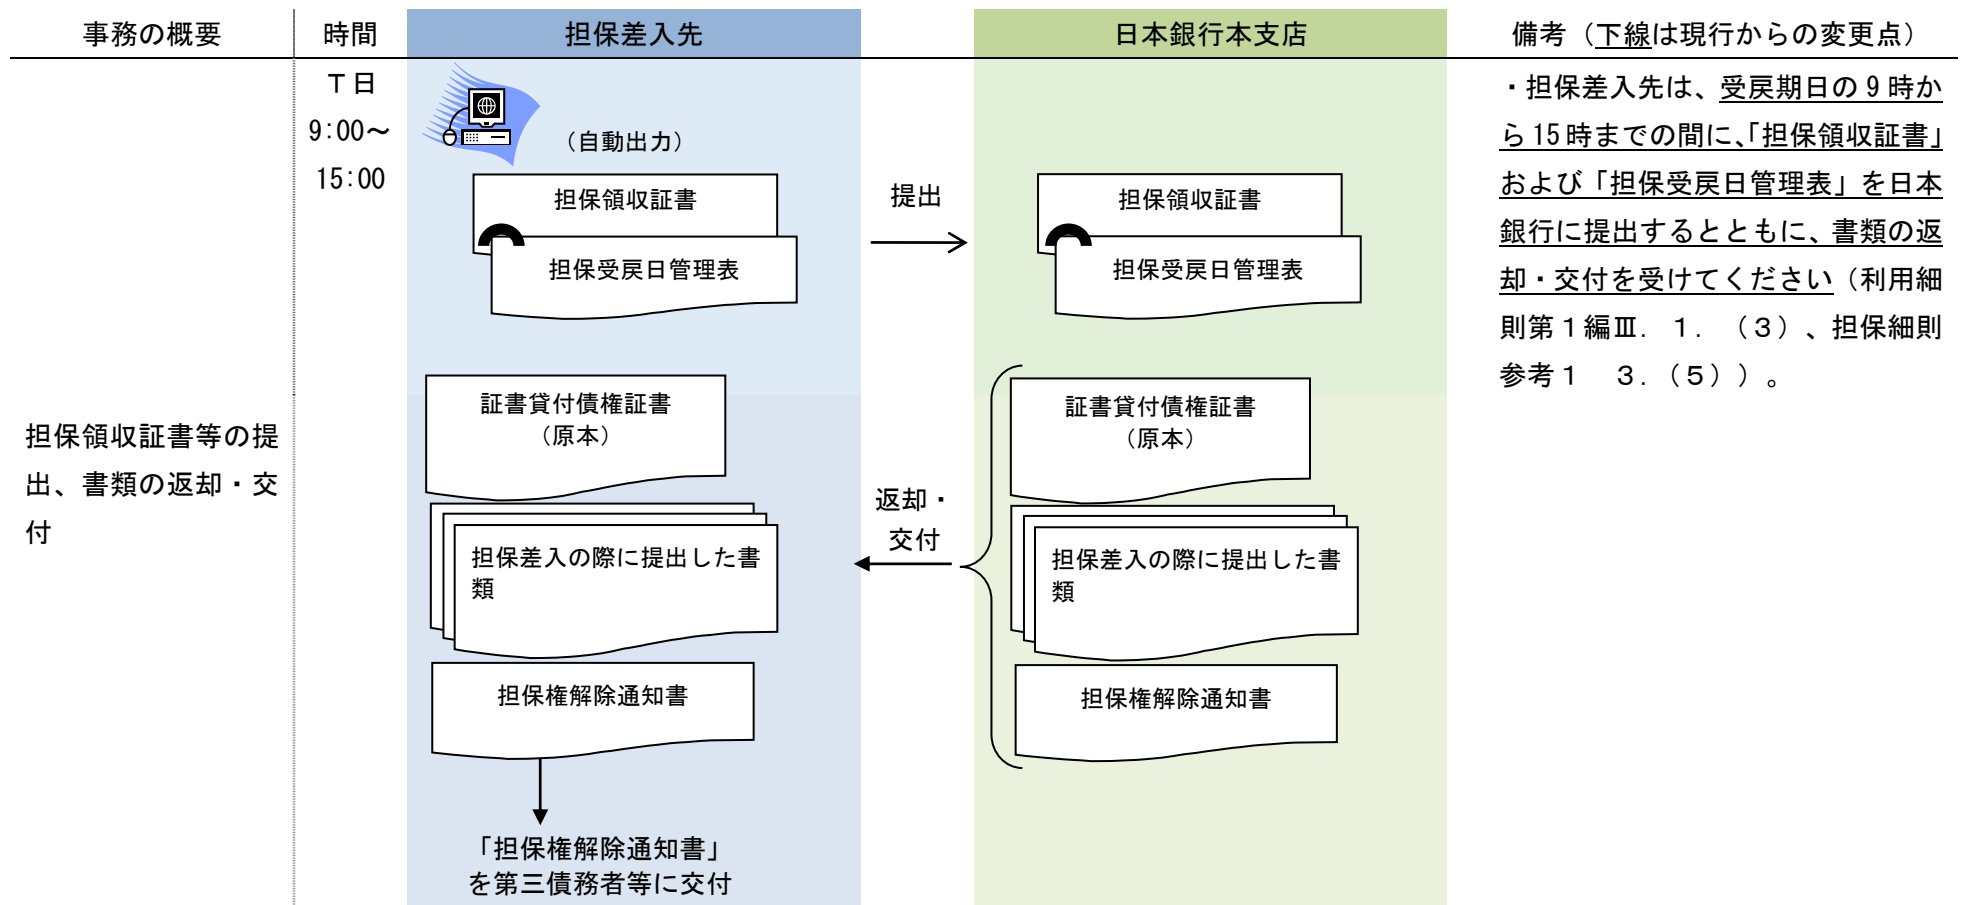 事務の概要
時間
担保差入先
日本銀行本支店
備考（下線は現行からの変更点）
T日
9:00～
15:00
（自動出力）
担保領収証書
担保受戻日管理表
提出
担保領収証書
担保受戻日管理表
・担保差入先は、受戻期日の9時か
ら15時までの間に、「担保領収証書」
および「担保受戻日管理表」を日本
銀行に提出するとともに、書類の返
却・交付を受けてください（利用細
則第１編Ⅲ．１．（３）、担保細則
参考１　３．（５））。
担保領収証書等の提
出、書類の返却・交
付
証書貸付債権証書
（原本）
担保差入の際に提出した書
類
担保権解除通知書
返却・
交付
証書貸付債権証書
（原本）
担保差入の際に提出した書
類
担保権解除通知書
「担保権解除通知書」
を第三債務者等に交付